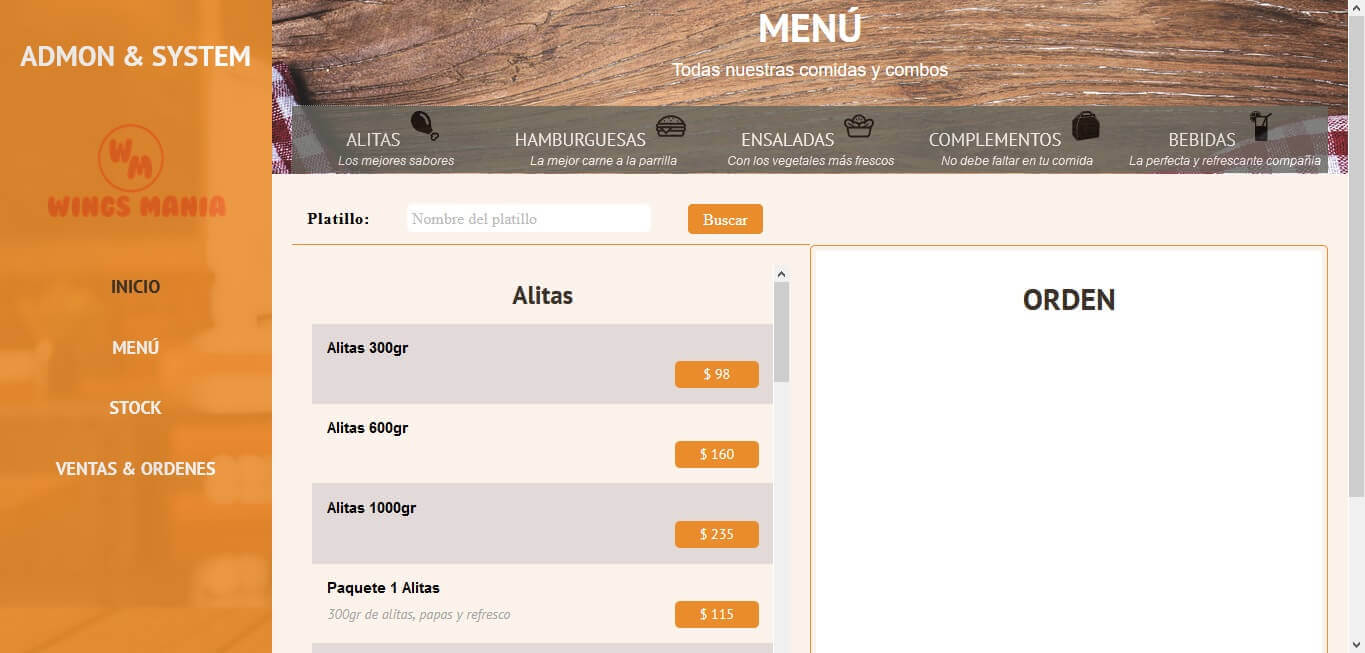 ADMON & SYSTEM
WM
WINGS MANIA
INICIO
MENÚ
STOCK
VENTAS & ORDENES
MENÚ
Todas nuestras comidas y combos
ALITAS
Los mejores sabores
HAMBURGUESAS
La mejor carne a la parrilla
ENSALADAS
Con los vegetales más frescos
COMPLEMENTOS
No debe faltar en tu comida
BEBIDAS
La perfecta y refrescante compañia
Platillo:
Nombre del platillo
Buscar
Alitas
Alitas 300gr
$ 98
Alitas 600gr
$ 160
Alitas 1000gr
$ 235
Paquete 1 Alitas
300gr de alitas, papas y refresco
$ 115
ORDEN